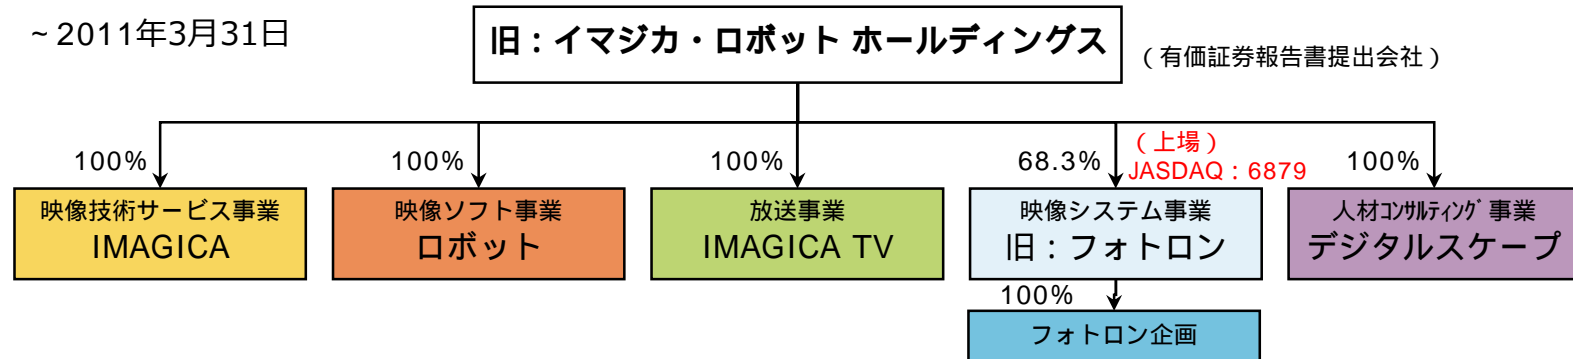 ~2011年3月31日
旧：イマジカ・ロボット ホールディングス
（有価証券報告書提出会社）
100%
100%
100%
68.3%
（上場）
JASDAQ：6879
100%
映像技術サービス事業
IMAGICA
映像ソフト事業
ロボット
放送事業
IMAGICA TV
映像システム事業
旧：フォトロン
人材ｺﾝｻﾙﾃｨﾝｸﾞ事業
デジタルスケープ
100%
フォトロン企画